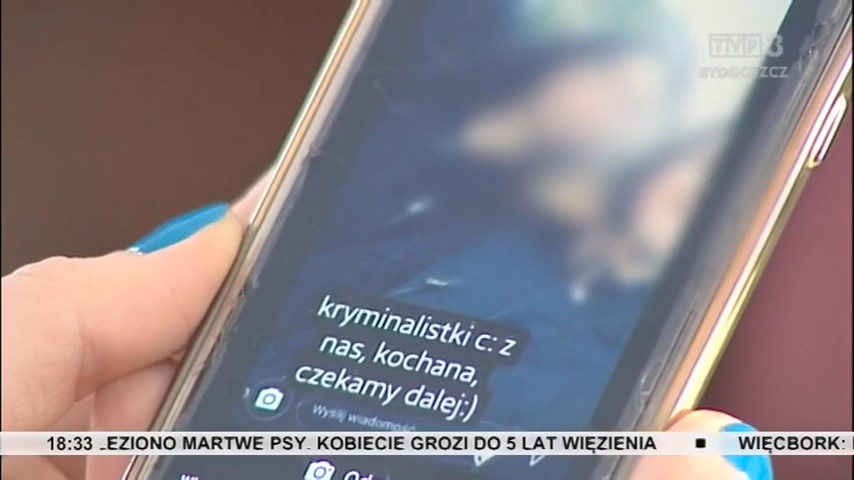 TVP3
BYDGOSZCZ
kryminalistki c: z
nas, kochana,
czekamy dalej:)
Wyślij wiadomość
18:33 EZIONO MARTWE PSY. KOBIECIE GROZI DO 5 LAT WIĘZIENIA ■ WIĘCBORK: